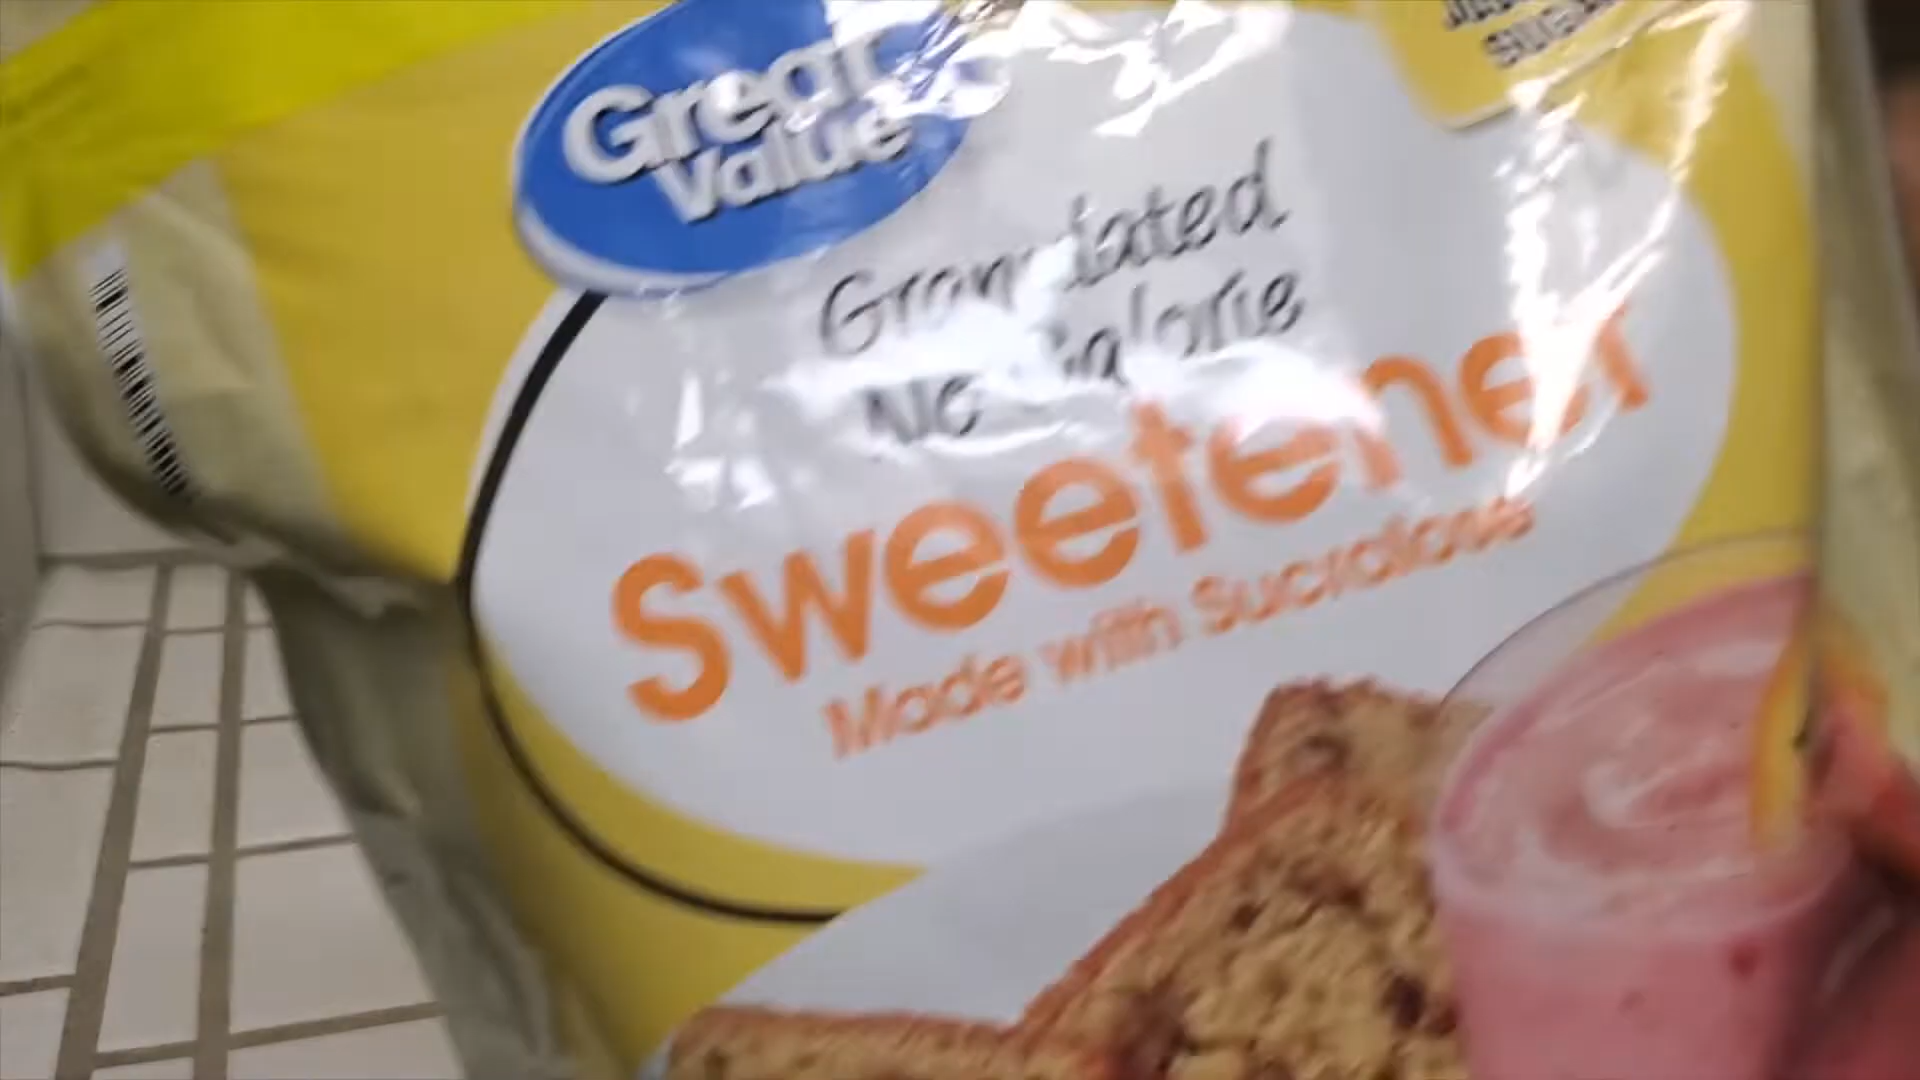 Great
Value
Granulated
No Calorie
Sweetener
Made with Sucralose